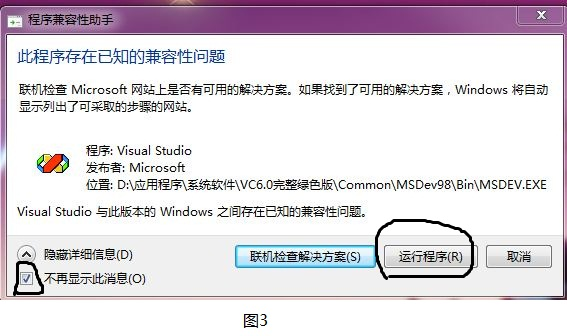 程序兼容性助手
此程序存在已知的兼容性问题
联机检查 Microsoft 网站上是否有可用的解决方案。如果找到了可用的解决方案，Windows 将自动
显示列出了可采取的步骤的网站。
程序: Visual Studio
发布者: Microsoft
位置: D:\应用程序\系统软件\VC6.0完整绿色版\Common\MSDev98\Bin\MSDEV.EXE
Visual Studio 与此版本的 Windows 之间存在已知的兼容性问题。
隐藏详细信息(D) 联机检查解决方案(S) 运行程序(R) 取消
不再显示此消息(O)
图3